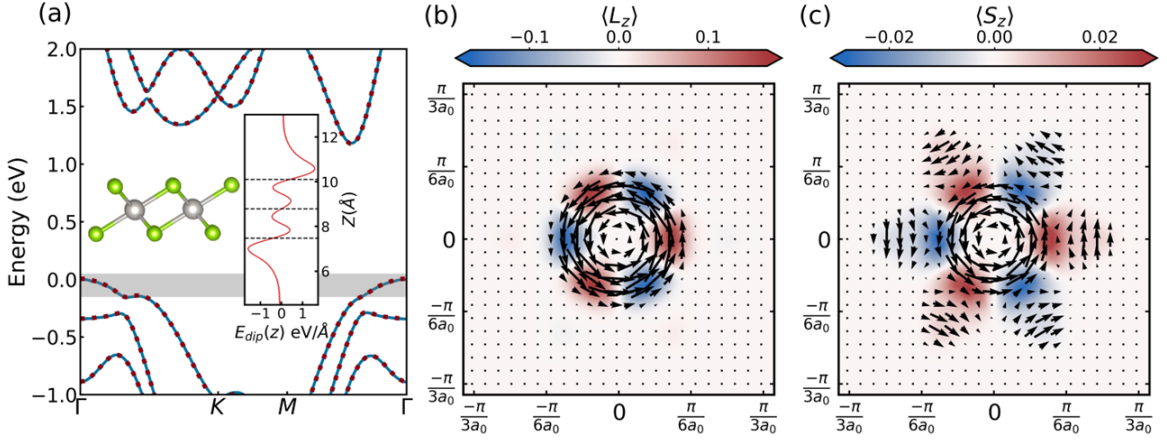 (a)
2.0
1.5
1.0
0.5
0.0
−0.5
−1.0
Energy (eV)
Γ
K
M
Γ
12
10
8
6
Z(Å)
−1
0
1
E_dip(z) eV/Å
(b)
⟨L_z⟩
−0.1
0.0
0.1
π/3a₀
π/6a₀
0
−π/6a₀
−π/3a₀
−π/3a₀
−π/6a₀
0
π/6a₀
π/3a₀
(c)
⟨S_z⟩
−0.02
0.00
0.02
π/3a₀
π/6a₀
0
−π/6a₀
−π/3a₀
−π/3a₀
−π/6a₀
0
π/6a₀
π/3a₀